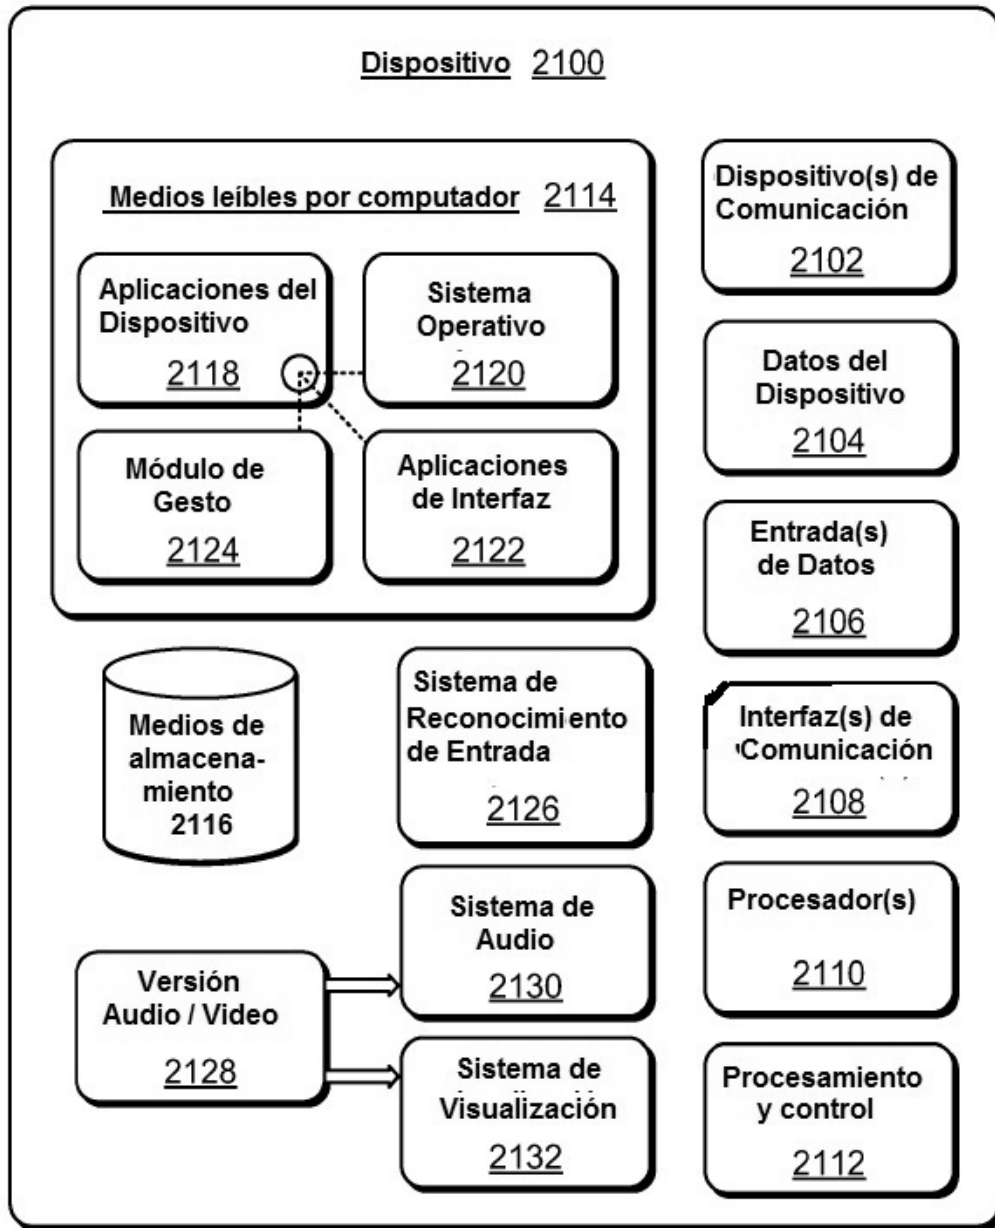 Dispositivo 2100
Medios leíbles por computador 2114
Aplicaciones del
Dispositivo
2118
Sistema
Operativo
2120
Módulo de
Gesto
2124
Aplicaciones
de Interfaz
2122
Medios de
almacena-
miento
2116
Sistema de
Reconocimiento
de Entrada
2126
Versión
Audio / Video
2128
Sistema de
Audio
2130
Sistema de
Visualización
2132
Dispositivo(s) de
Comunicación
2102
Datos del
Dispositivo
2104
Entrada(s)
de Datos
2106
Interfaz(s) de
Comunicación
2108
Procesador(s)
2110
Procesamiento
y control
2112